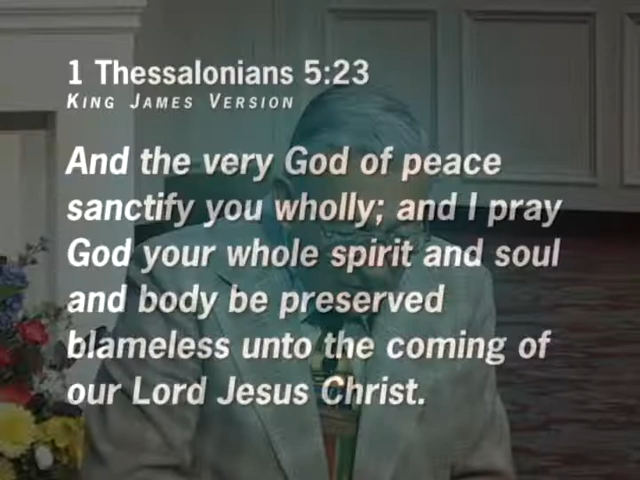 1 Thessalonians 5:23
King James Version
And the very God of peace
sanctify you wholly; and I pray
God your whole spirit and soul
and body be preserved
blameless unto the coming of
our Lord Jesus Christ.